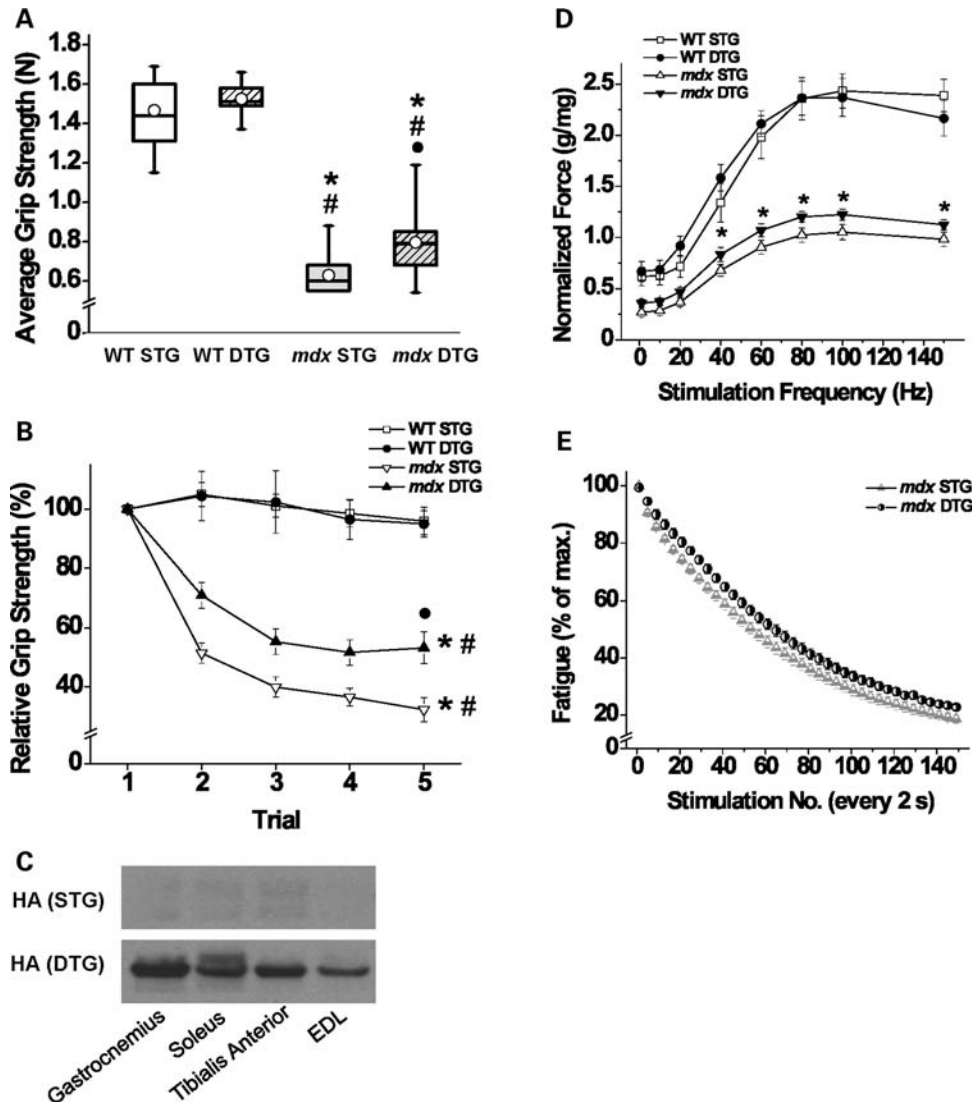 A
Average Grip Strength (N)
1.8
1.6
1.4
1.2
1.0
0.8
0.6
0
*
#
*
#
●
WT STG
WT DTG
mdx STG
mdx DTG
B
WT STG
WT DTG
mdx STG
mdx DTG
Relative Grip Strength (%)
100
80
60
40
0
●
* #
* #
1
2
3
4
5
Trial
C
HA (STG)
HA (DTG)
Gastrocnemius
Soleus
Tibialis Anterior
EDL
D
WT STG
WT DTG
mdx STG
mdx DTG
Normalized Force (g/mg)
2.5
2.0
1.5
1.0
0.5
0
* * * * *
0 20 40 60 80 100 120 140
Stimulation Frequency (Hz)
E
mdx STG
mdx DTG
Fatigue (% of max.)
100
80
60
40
20
0
0 20 40 60 80 100 120 140
Stimulation No. (every 2 s)